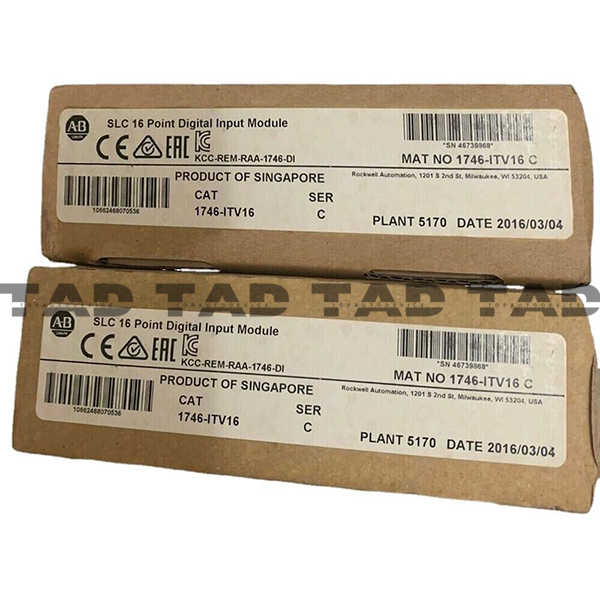 A-B
SLC 16 Point Digital Input Module
CE EAC
KCC-REM-RAA-1746-DI
*SN 46739868*
MAT NO 1746-ITV16 C
Rockwell Automation, 1201 S 2nd St, Milwaukee, WI 53204, USA
PRODUCT OF SINGAPORE
CAT SER
1746-ITV16 C
10662468070536
PLANT 5170 DATE 2016/03/04
TAD TAD TAD TAD
A-B
SLC 16 Point Digital Input Module
CE EAC
KCC-REM-RAA-1746-DI
*SN 46739868*
MAT NO 1746-ITV16 C
Rockwell Automation, 1201 S 2nd St, Milwaukee, WI 53204, USA
PRODUCT OF SINGAPORE
CAT SER
1746-ITV16 C
10662468070536
PLANT 5170 DATE 2016/03/04